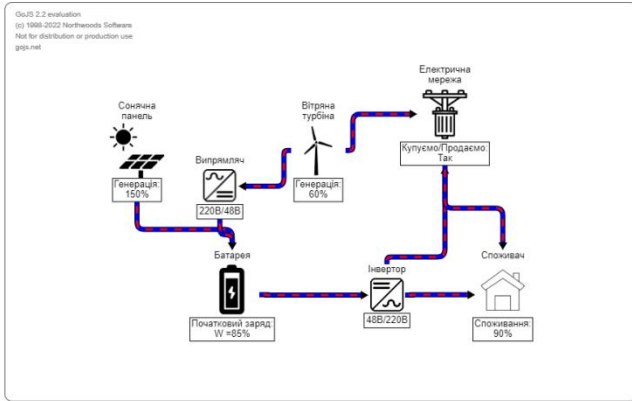 GoJS 2.2 evaluation
(c) 1998-2022 Northwoods Software
Not for distribution or production use
gojs.net
Електрична
мережа
Сонячна
панель
Вітряна
турбіна
Випрямляч
Купуємо/Продаємо:
Так
Генерація:
150%
Генерація:
60%
220В/48В
Батарея
Інвертор
Споживач
Початковий заряд:
W =85%
48В/220В
Споживання:
90%